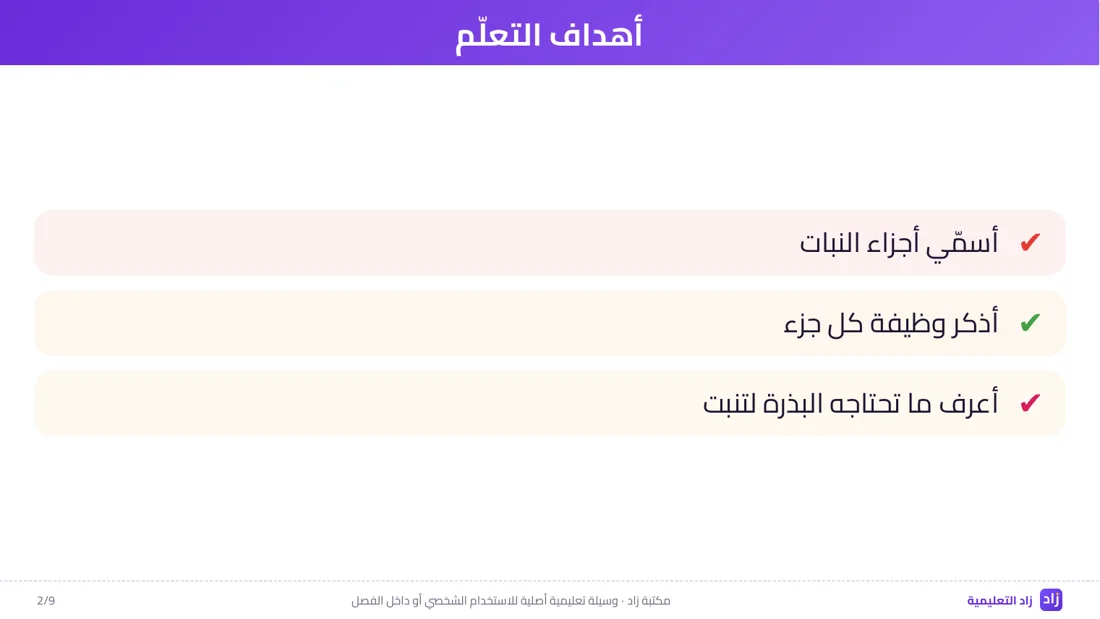 أهداف التعلّم
✔ أسمّي أجزاء النبات
✔ أذكر وظيفة كل جزء
✔ أعرف ما تحتاجه البذرة لتنبت
زاد زاد التعليمية
مكتبة زاد · وسيلة تعليمية أصلية للاستخدام الشخصي أو داخل الفصل
2/9